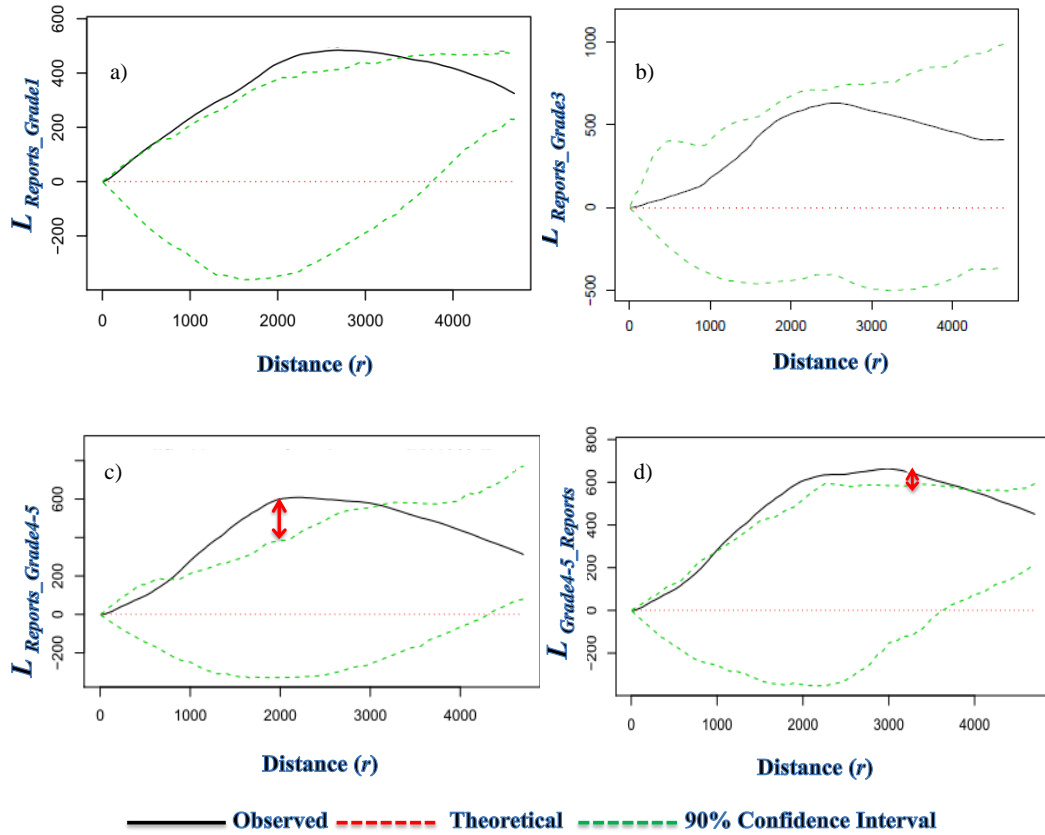 a)
L Reports_Grade1
600
400
200
0
−200
0 1000 2000 3000 4000
Distance (r)
b)
L Reports_Grade3
1000
500
0
−500
0 1000 2000 3000 4000
Distance (r)
c)
L Reports_Grade4-5
600
200
0
−200
0 1000 2000 3000 4000
Distance (r)
d)
L Grade4-5_Reports
800
600
400
200
0
−200
0 1000 2000 3000 4000
Distance (r)
Observed Theoretical 90% Confidence Interval